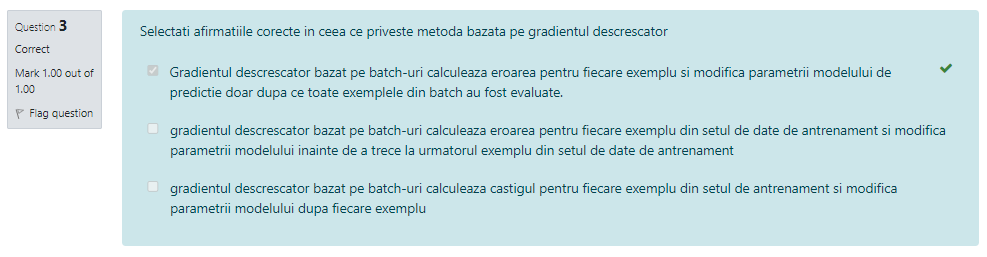 Question 3
Correct
Mark 1.00 out of
1.00
Flag question
Selectati afirmatiile corecte in ceea ce priveste metoda bazata pe gradientul descrescator
Gradientul descrescator bazat pe batch-uri calculeaza eroarea pentru fiecare exemplu si modifica parametrii modelului de
predictie doar dupa ce toate exemplele din batch au fost evaluate.
gradientul descrescator bazat pe batch-uri calculeaza eroarea pentru fiecare exemplu din setul de date de antrenament si modifica
parametrii modelului inainte de a trece la urmatorul exemplu din setul de date de antrenament
gradientul descrescator bazat pe batch-uri calculeaza castigul pentru fiecare exemplu din setul de antrenament si modifica
parametrii modelului dupa fiecare exemplu